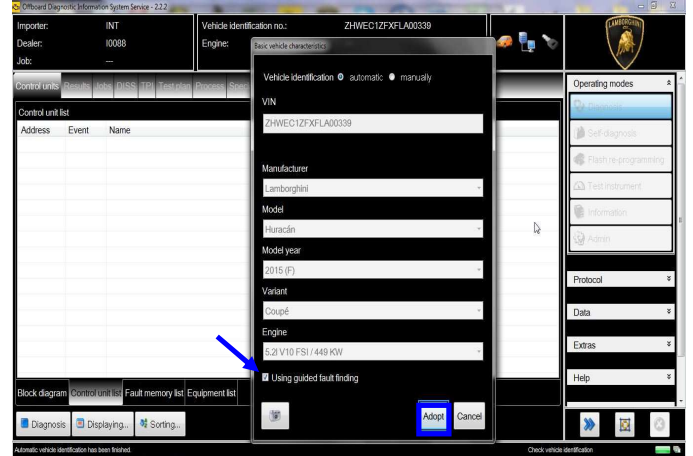 Offboard Diagnostic Information System Service - 2.2.2
Importer: INT
Dealer: I0088
Job: ---
Vehicle identification no.: ZHWEC1ZFXFLA00339
Engine:
LAMBORGHINI
Control units Results Jobs DISS TPI Test plan Process Spec
Control unit list
Address Event Name
Basic vehicle characteristics
Vehicle identification automatic manually
VIN
ZHWEC1ZFXFLA00339
Manufacturer
Lamborghini
Model
Huracán
Model year
2015 (F)
Variant
Coupé
Engine
5.2l V10 FSI / 449 KW
Using guided fault finding
Adopt Cancel
Operating modes
Diagnosis
Self-diagnosis
Flash re-programming
Test instrument
Information
Admin
Protocol
Data
Extras
Help
Block diagram Control unit list Fault memory list Equipment list
Diagnosis Displaying... Sorting...
Automatic vehicle identification has been finished.
Check vehicle identification